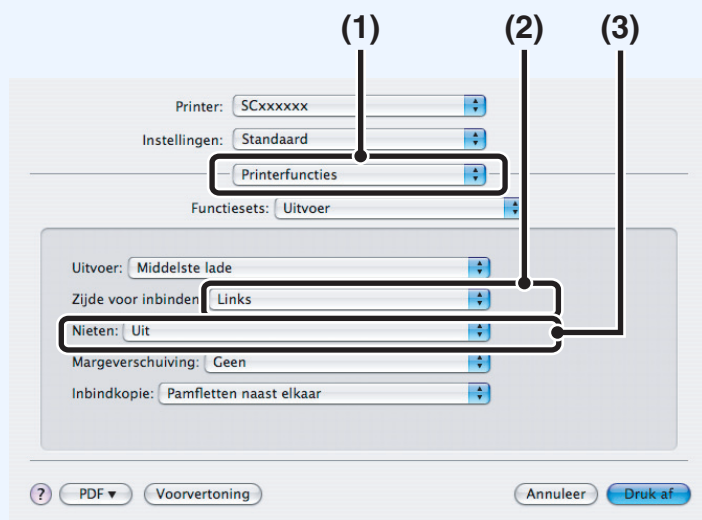 (1) (2) (3)
Printer: SCxxxxxx
Instellingen: Standaard
Printerfuncties
Functiesets: Uitvoer
Uitvoer: Middelste lade
Zijde voor inbinden Links
Nieten: Uit
Margeverschuiving: Geen
Inbindkopie: Pamfletten naast elkaar
? PDF ▼ Voorvertoning Annuleer Druk af